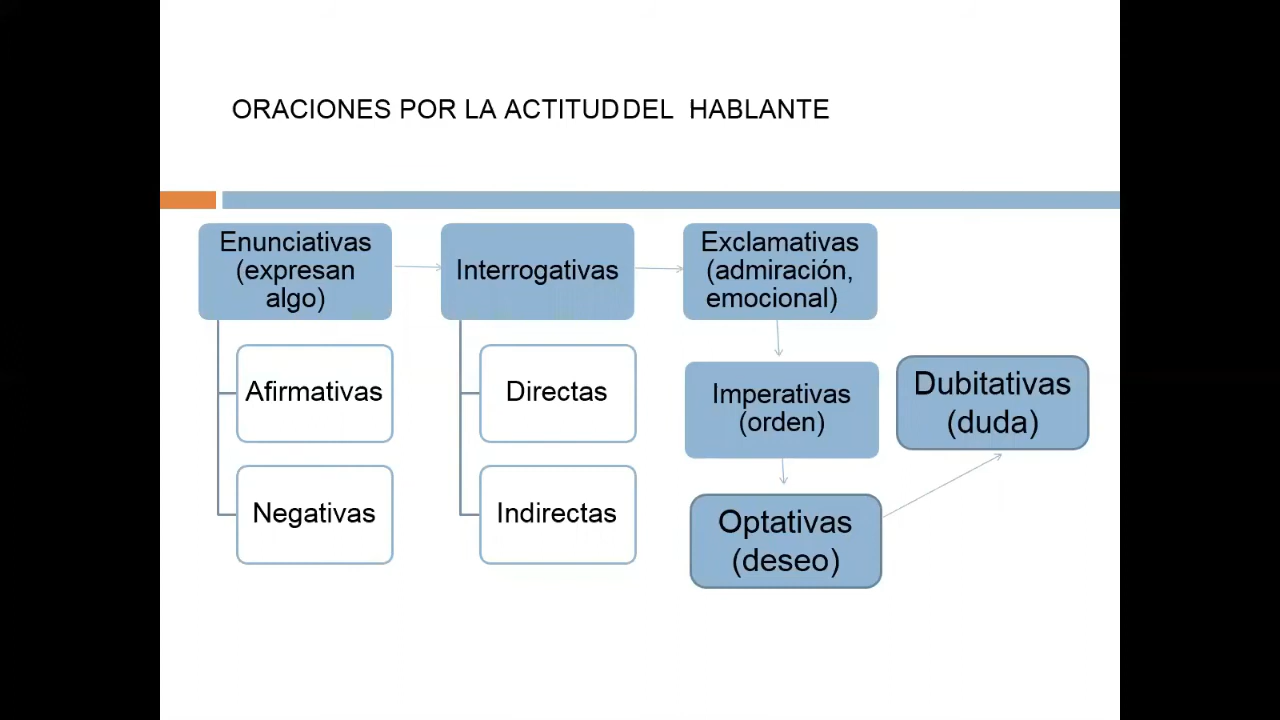 ORACIONES POR LA ACTITUD DEL HABLANTE
Enunciativas
(expresan
algo)
Afirmativas
Negativas
Interrogativas
Directas
Indirectas
Exclamativas
(admiración,
emocional)
Imperativas
(orden)
Optativas
(deseo)
Dubitativas
(duda)